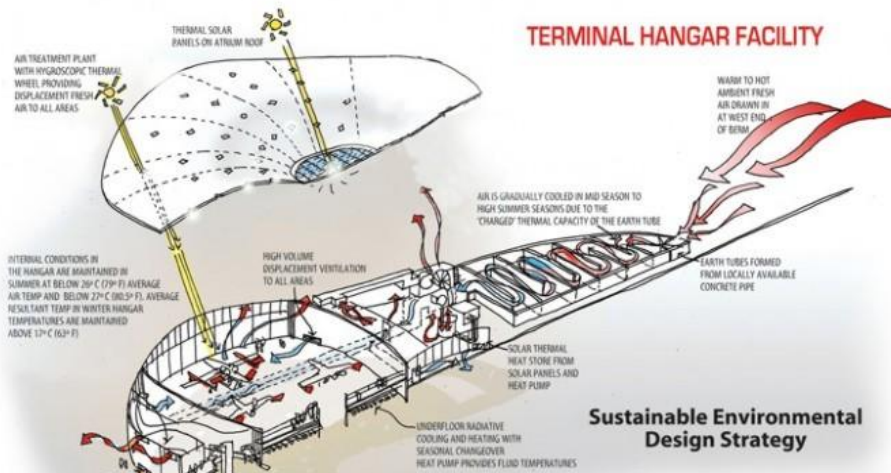 TERMINAL HANGAR FACILITY
THERMAL SOLAR
PANELS ON ATRIUM ROOF
AIR TREATMENT PLANT
WITH HYGROSCOPIC THERMAL
WHEEL PROVIDING
DISPLACEMENT FRESH
AIR TO ALL AREAS
WARM TO HOT
AMBIENT FRESH
AIR DRAWN IN
AT WEST END
OF BERM
AIR IS GRADUALLY COOLED IN MID SEASON TO
HIGH SUMMER SEASONS DUE TO THE
'CHARGED' THERMAL CAPACITY OF THE EARTH TUBE
INTERNAL CONDITIONS IN
THE HANGAR ARE MAINTAINED IN
SUMMER AT BELOW 26° C (79° F) AVERAGE
AIR TEMP AND BELOW 27° C (80.5° F). AVERAGE
RESULTANT TEMP IN WINTER HANGAR
TEMPERATURES ARE MAINTAINED
ABOVE 17° C (63° F)
HIGH VOLUME
DISPLACEMENT VENTILATION
TO ALL AREAS
EARTH TUBES FORMED
FROM LOCALLY AVAILABLE
CONCRETE PIPE
SOLAR THERMAL
HEAT STORE FROM
SOLAR PANELS AND
HEAT PUMP
UNDERFLOOR RADIATIVE
COOLING AND HEATING WITH
SEASONAL CHANGEOVER
HEAT PUMP PROVIDES FLUID TEMPERATURES
Sustainable Environmental
Design Strategy